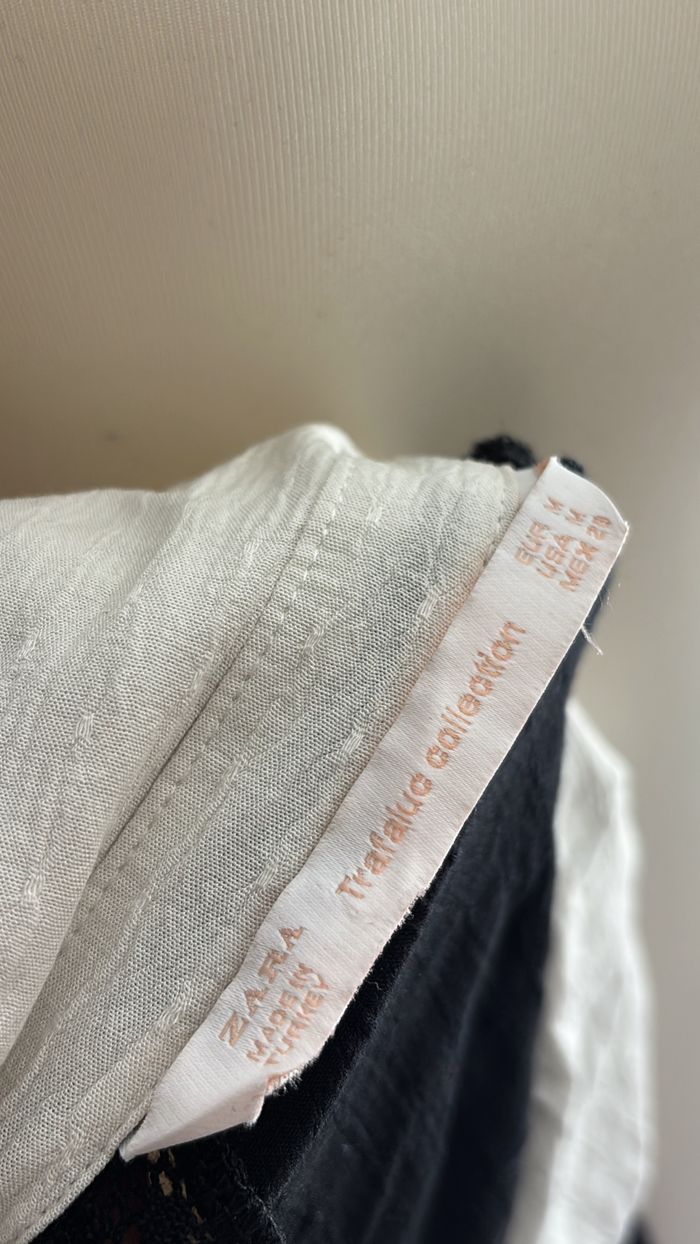 ZARA
MADE IN
TURKEY
Trafaluc collection
EUR M
USA M
MEX 28